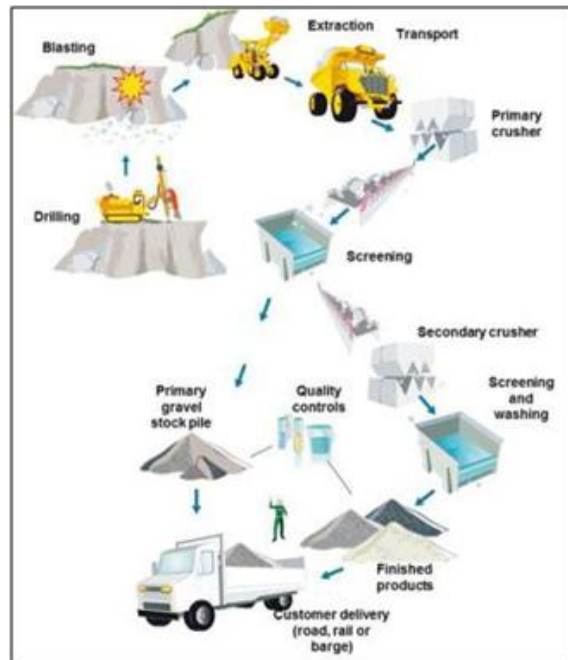 Extraction
Transport
Blasting
Primary
crusher
Drilling
Screening
Secondary crusher
Primary
gravel
stock pile
Quality
controls
Screening
and
washing
Finished
products
Customer delivery
(road, rail or
barge)